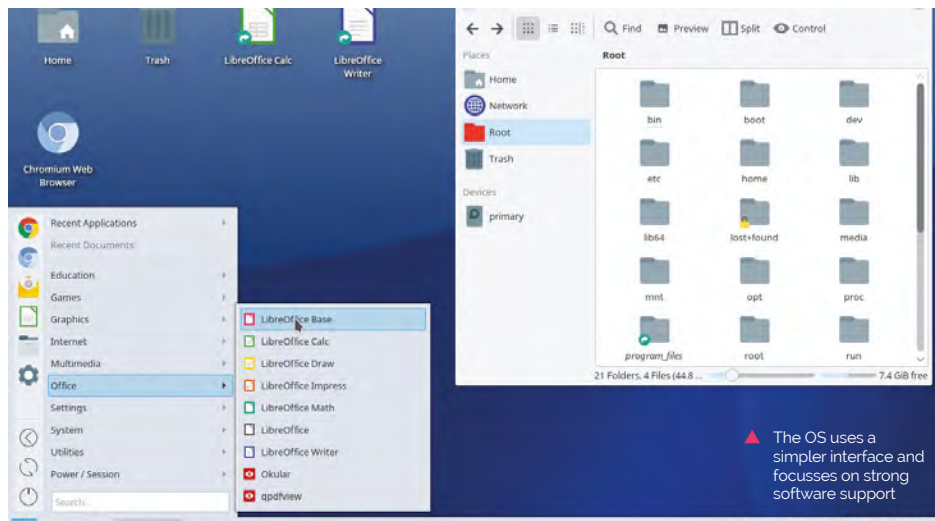 Home
Trash
LibreOffice Calc
LibreOffice
Writer
Chromium Web
Browser
Recent Applications
Recent Documents
Education
Games
Graphics
Internet
Multimedia
Office
Settings
System
Utilities
Power / Session
Search...
LibreOffice Base
LibreOffice Calc
LibreOffice Draw
LibreOffice Impress
LibreOffice Math
LibreOffice
LibreOffice Writer
Okular
qpdfview
Find
Preview
Split
Control
Places
Home
Network
Root
Trash
Devices
primary
Root
bin
boot
dev
etc
home
lib
lib64
lost+found
media
mnt
opt
proc
program_files
root
run
21 Folders, 4 Files (44.8 ...
7.4 GiB free
The OS uses a
simpler interface and
focusses on strong
software support